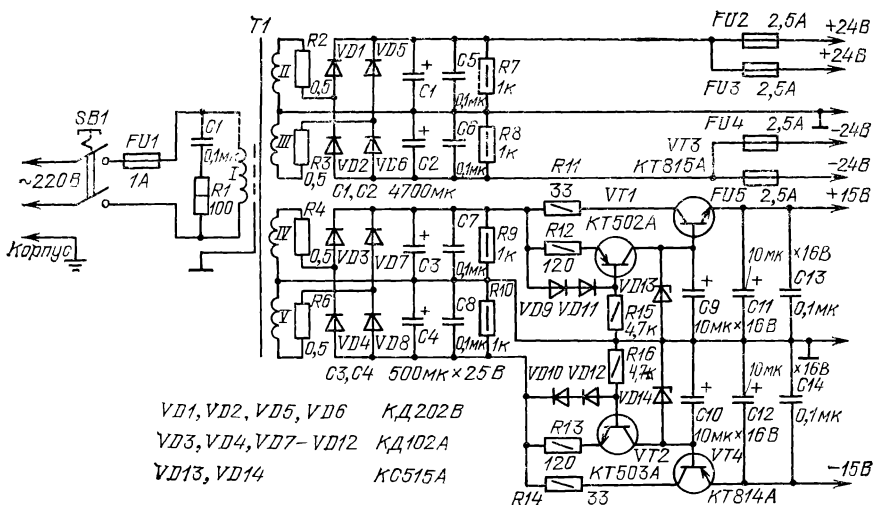 T1
FU2 2,5А
+24В
+24В
FU3 2,5А
FU4 2,5А
-24В
-24В
FU5 2,5А
+15В
SB1
FU1
1А
~220В
Корпус
C1
0,1мк
R1
100
I
II
III
IV
V
R2
0,5
R3
0,5
R4
0,5
R6
0,5
VD1 VD5
VD2 VD6
C1
C2
C1, C2 4700мк
C5
0,1мк
C6
0,1мк
R7
1к
R8
1к
VD3 VD7
VD4 VD8
C3
C4
C3, C4 500мк×25В
C7
0,1мк
C8
0,1мк
R9
1к
R10
1к
R11
33
R12
120
VT1
КТ502А
VT3
КТ815А
VD9 VD11
VD13
R15
4,7к
R16
4,7к
VD10 VD12
VD14
R13
120
R14
33
VT2
КТ503А
VT4
КТ814А
C9
10мк×16В
C10
10мк×16В
10мк×16В
C11
10мк×16В
C12
C13
0,1мк
C14
0,1мк
-15В
VD1, VD2, VD5, VD6 КД202В
VD3, VD4, VD7-VD12 КД102А
VD13, VD14 КС515А